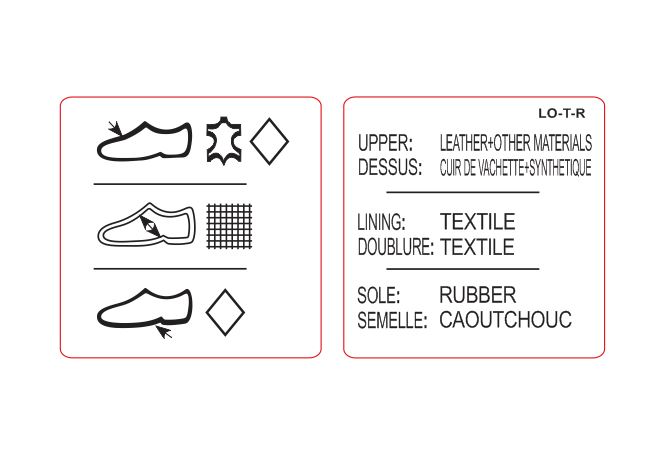 LO-T-R
UPPER: LEATHER+OTHER MATERIALS
DESSUS: CUIR DE VACHETTE+SYNTHETIQUE
LINING: TEXTILE
DOUBLURE: TEXTILE
SOLE: RUBBER
SEMELLE: CAOUTCHOUC